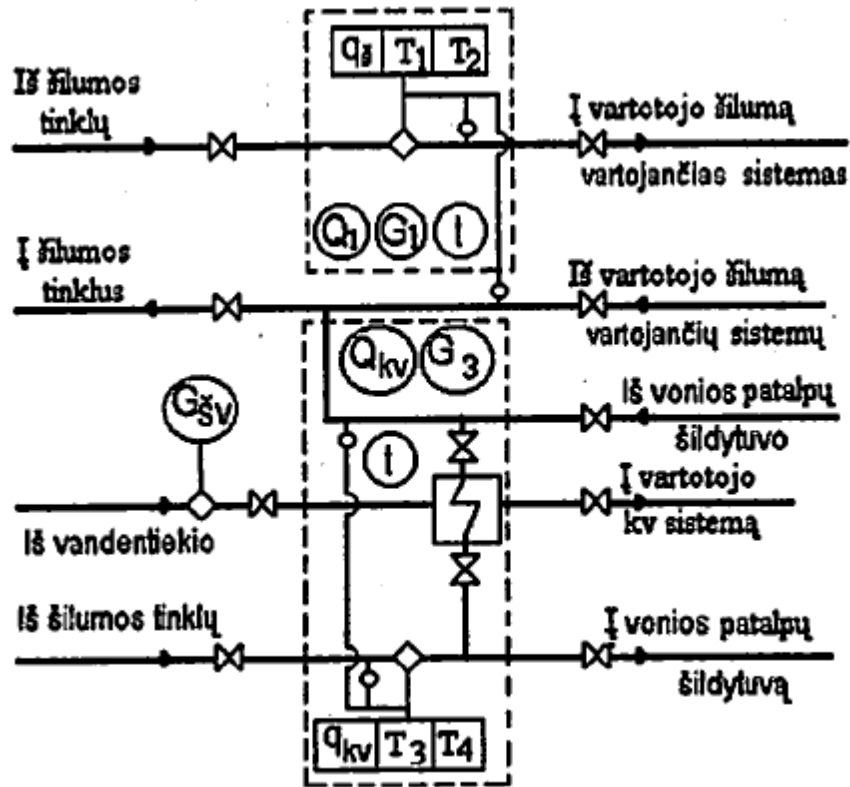 qš T1 T2
Iš šilumos
tinklų
Į vartotojo šilumą
vartojančias sistemas
Q1 G1 t
Į šilumos
tinklus
Iš vartotojo šilumą
vartojančių sistemų
Qkv G3
GŠV
Iš vonios patalpų
šildytuvo
t
Į vartotojo
kv sistemą
Iš vandentiekio
Iš šilumos tinklų
Į vonios patalpų
šildytuvą
qkv T3 T4